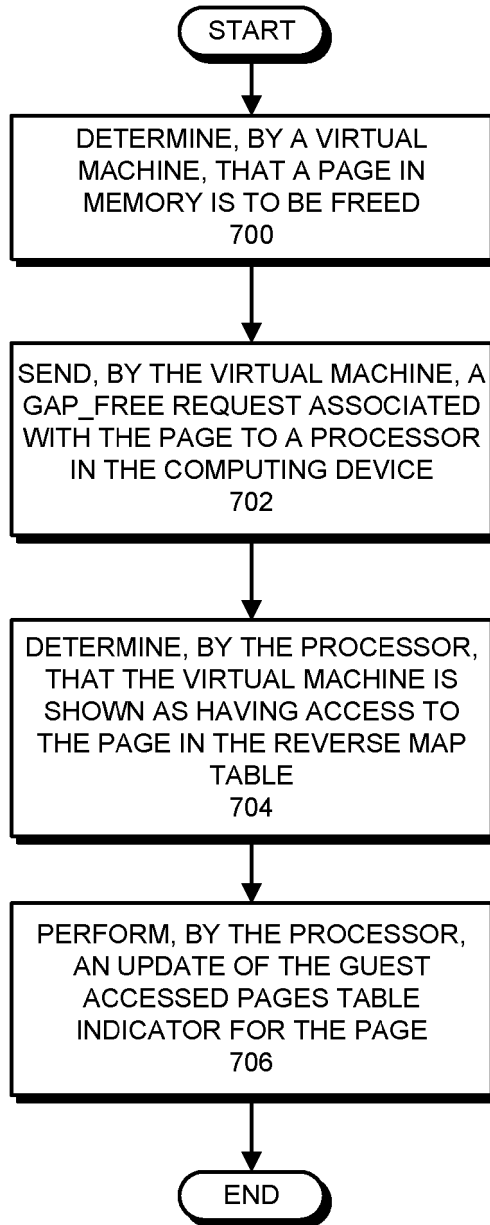 START
DETERMINE, BY A VIRTUAL
MACHINE, THAT A PAGE IN
MEMORY IS TO BE FREED
700
SEND, BY THE VIRTUAL MACHINE, A
GAP_FREE REQUEST ASSOCIATED
WITH THE PAGE TO A PROCESSOR
IN THE COMPUTING DEVICE
702
DETERMINE, BY THE PROCESSOR,
THAT THE VIRTUAL MACHINE IS
SHOWN AS HAVING ACCESS TO
THE PAGE IN THE REVERSE MAP
TABLE
704
PERFORM, BY THE PROCESSOR,
AN UPDATE OF THE GUEST
ACCESSED PAGES TABLE
INDICATOR FOR THE PAGE
706
END